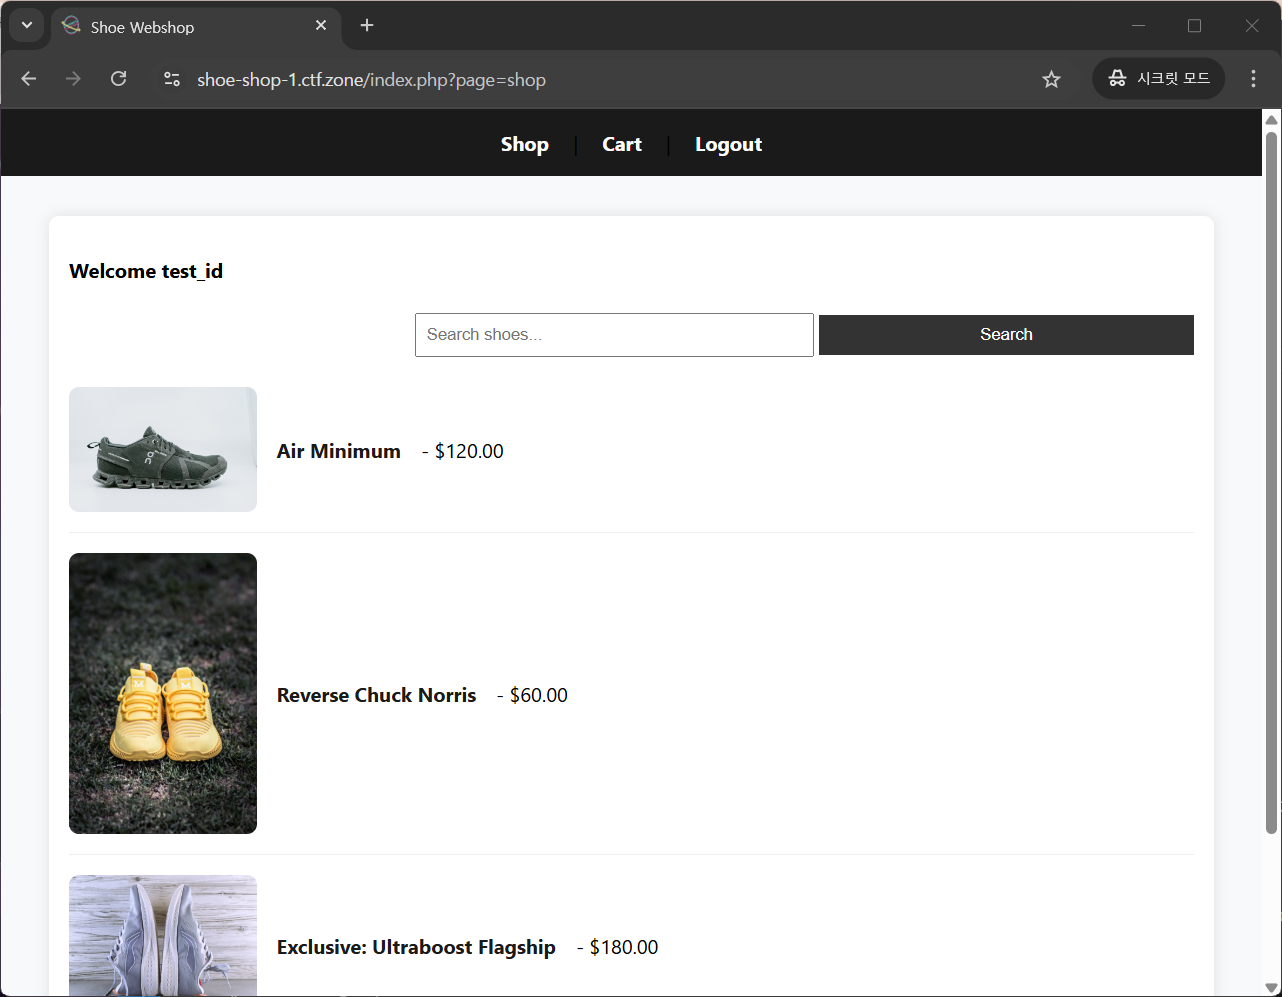 Shoe Webshop
shoe-shop-1.ctf.zone/index.php?page=shop
시크릿 모드
Shop | Cart | Logout
Welcome test_id
Search shoes...
Search
Air Minimum - $120.00
Reverse Chuck Norris - $60.00
Exclusive: Ultraboost Flagship - $180.00